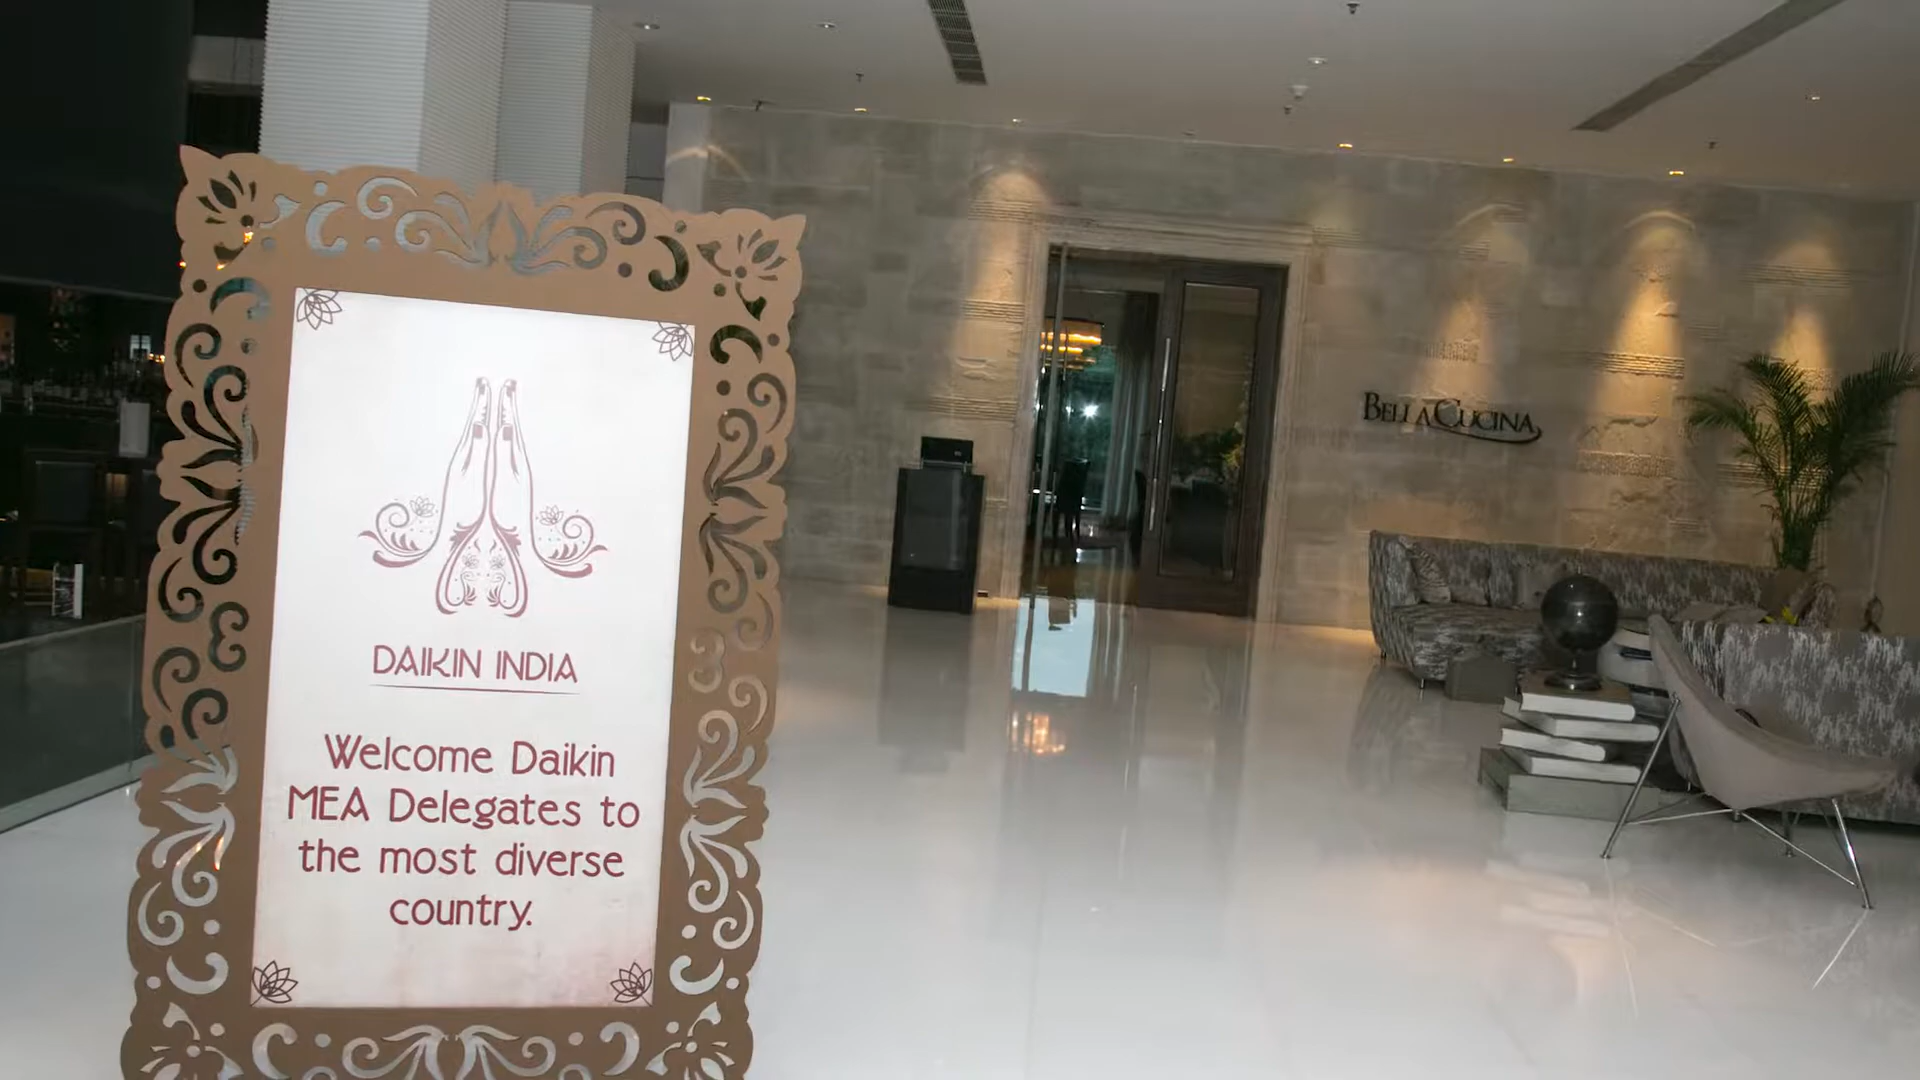 DAIKIN INDIA
Welcome Daikin
MEA Delegates to
the most diverse
country.
BELLA CUCINA